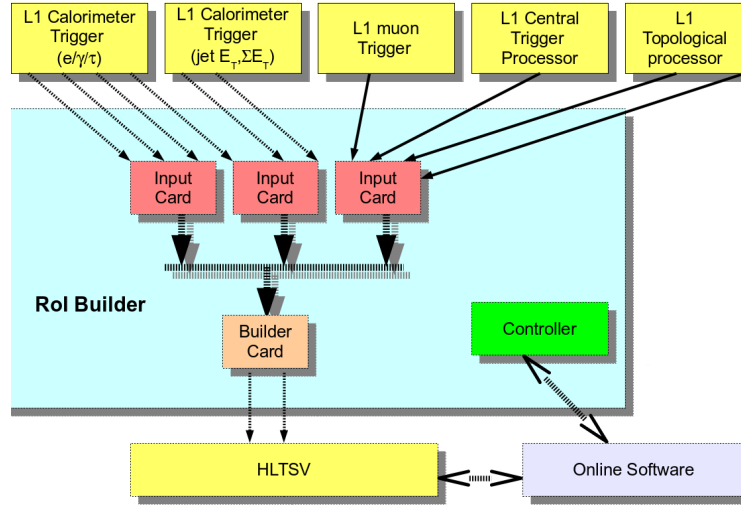 L1 Calorimeter
Trigger
(e/γ/τ)
L1 Calorimeter
Trigger
(jet E_T,ΣE_T)
L1 muon
Trigger
L1 Central
Trigger
Processor
L1
Topological
processor
Input
Card
Input
Card
Input
Card
RoI Builder
Builder
Card
Controller
HLTSV
Online Software